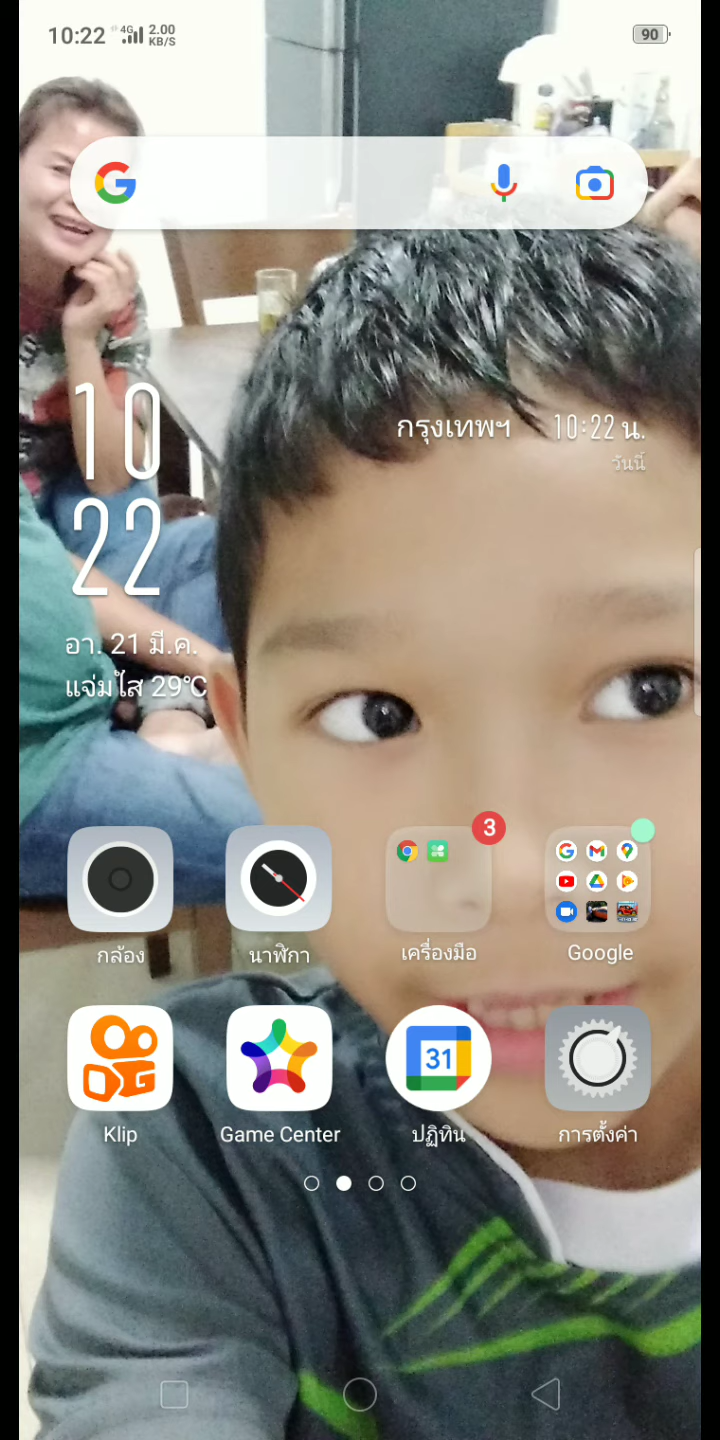 10:22 4G 2.00 KB/S 90
10
22
กรุงเทพฯ 10:22 น.
วันนี้
อา. 21 มี.ค.
แจ่มใส 29°C
3
กล้อง นาฬิกา เครื่องมือ Google
31
Klip Game Center ปฏิทิน การตั้งค่า